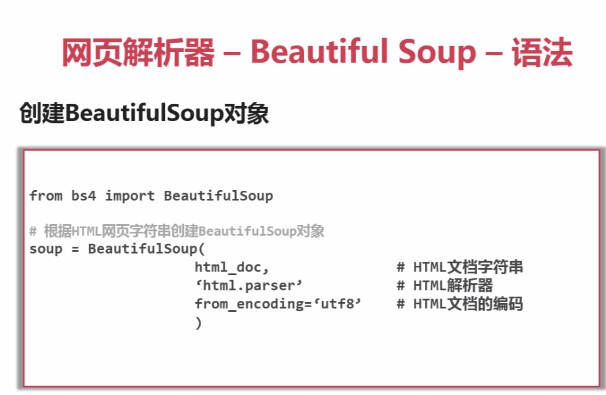 网页解析器 – Beautiful Soup – 语法
创建BeautifulSoup对象
from bs4 import BeautifulSoup
# 根据HTML网页字符串创建BeautifulSoup对象
soup = BeautifulSoup(
html_doc, # HTML文档字符串
‘html.parser’ # HTML解析器
from_encoding=‘utf8’ # HTML文档的编码
)